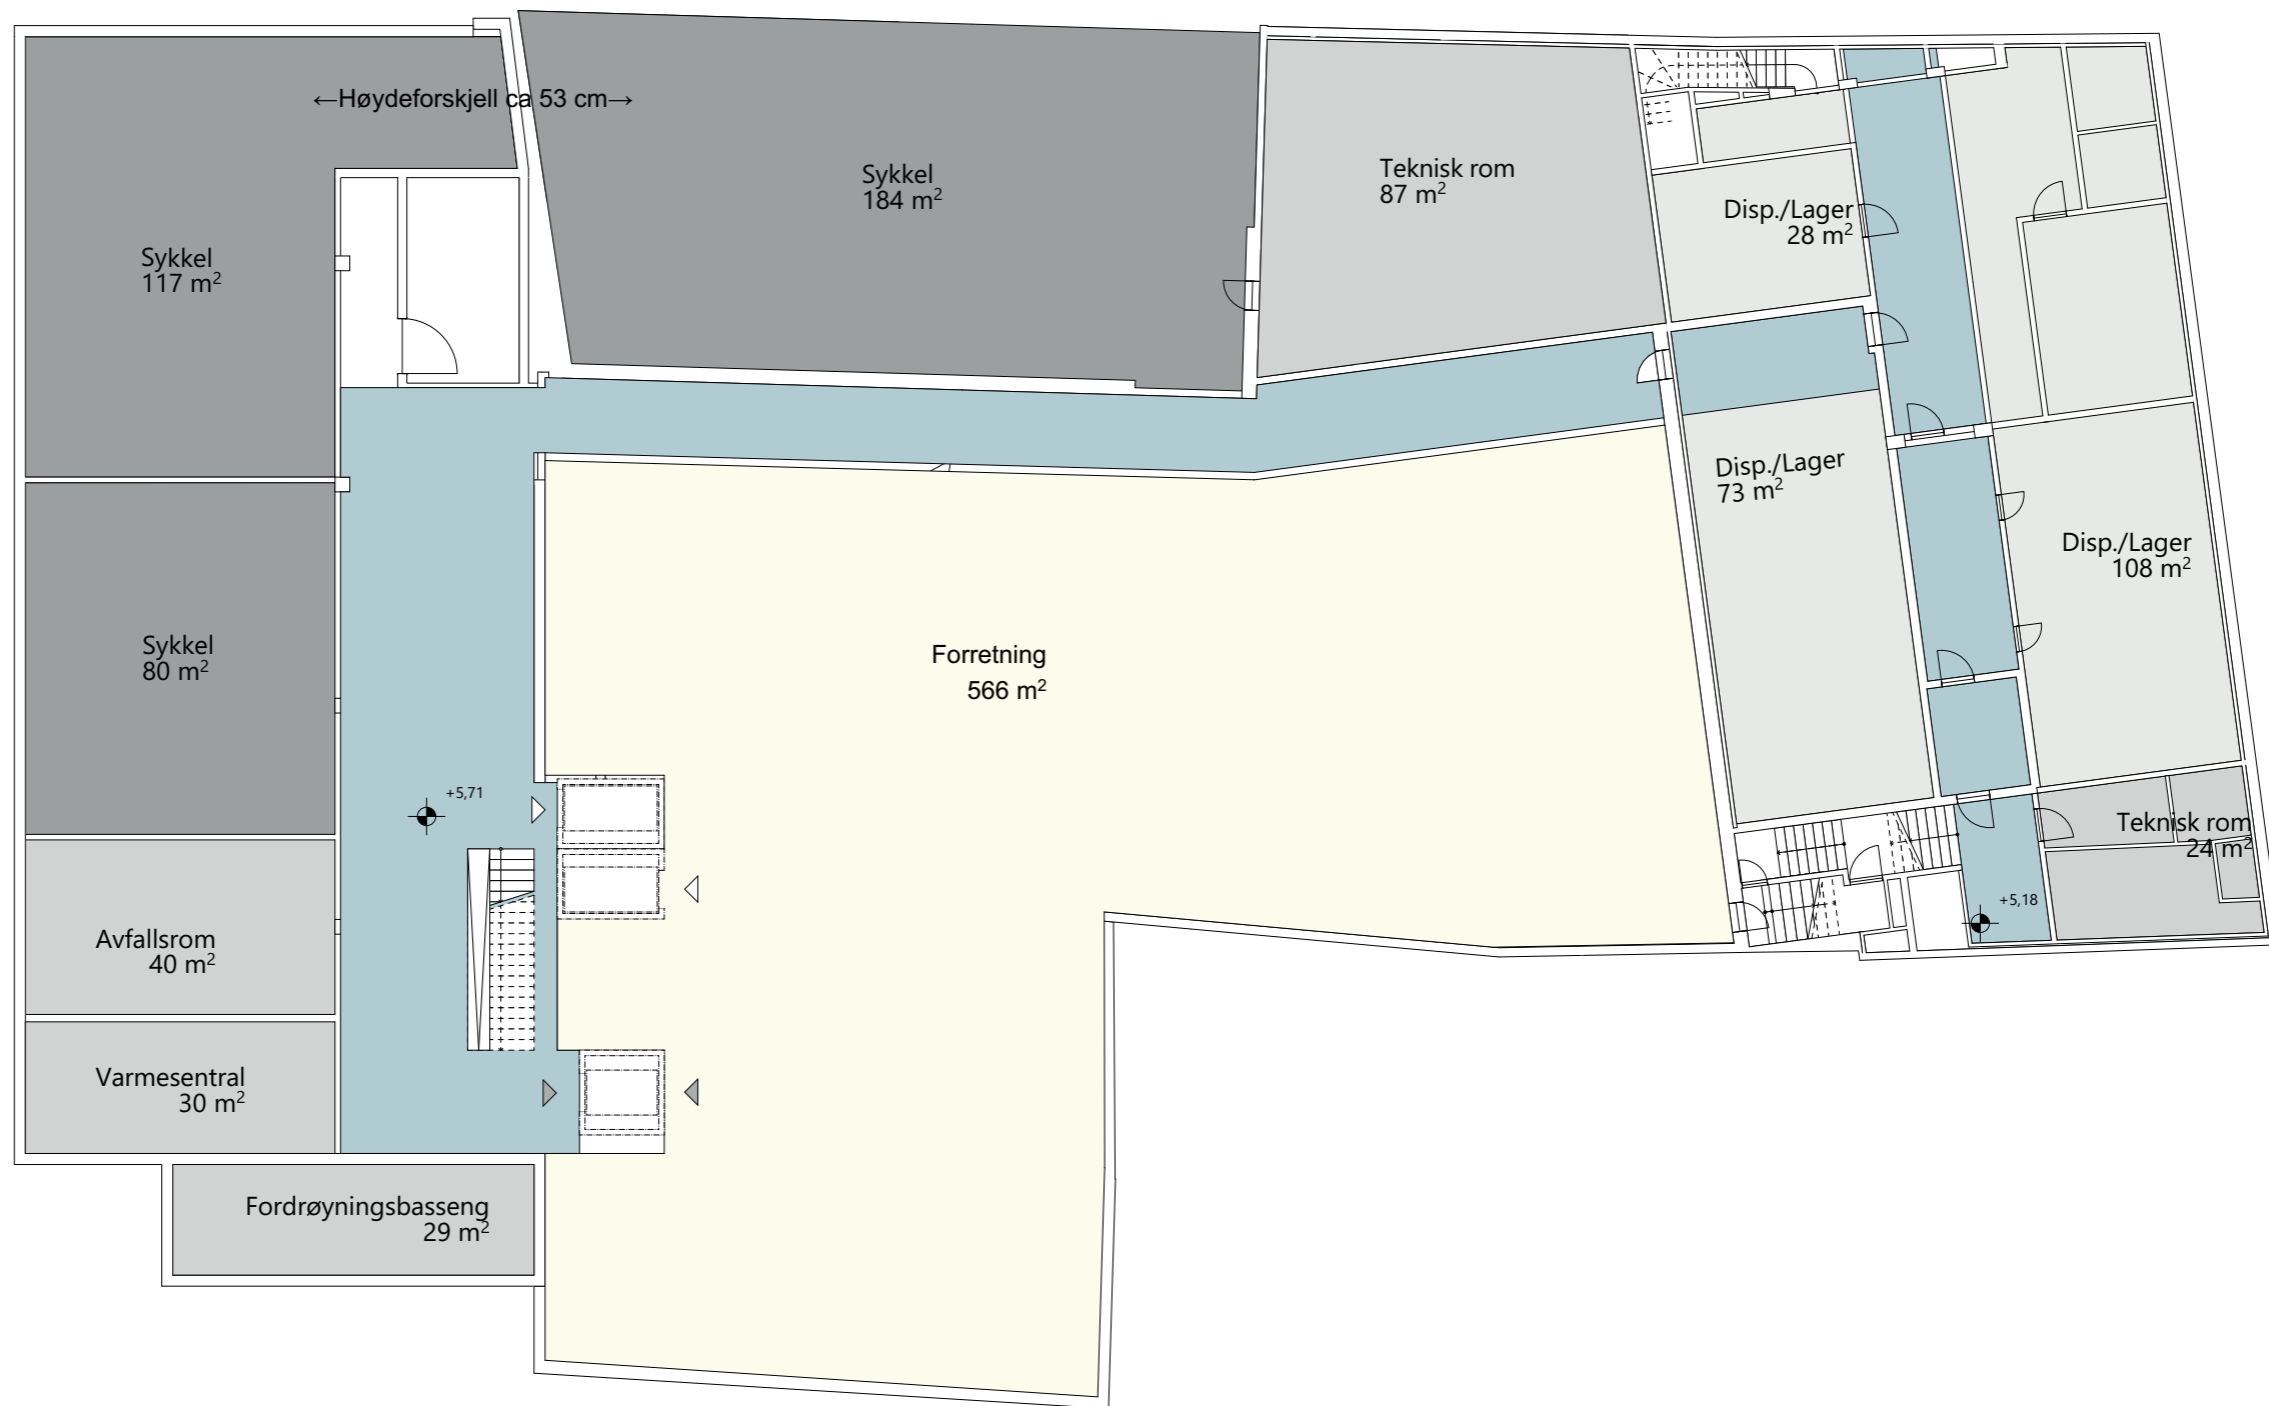 ←Høydeforskjell ca 53 cm→
Sykkel
184 m²
Teknisk rom
87 m²
Disp./Lager
28 m²
Sykkel
117 m²
Disp./Lager
73 m²
Disp./Lager
108 m²
Sykkel
80 m²
Forretning
566 m²
+5,71
Teknisk rom
24 m²
+5,18
Avfallsrom
40 m²
Varmesentral
30 m²
Fordrøyningsbasseng
29 m²